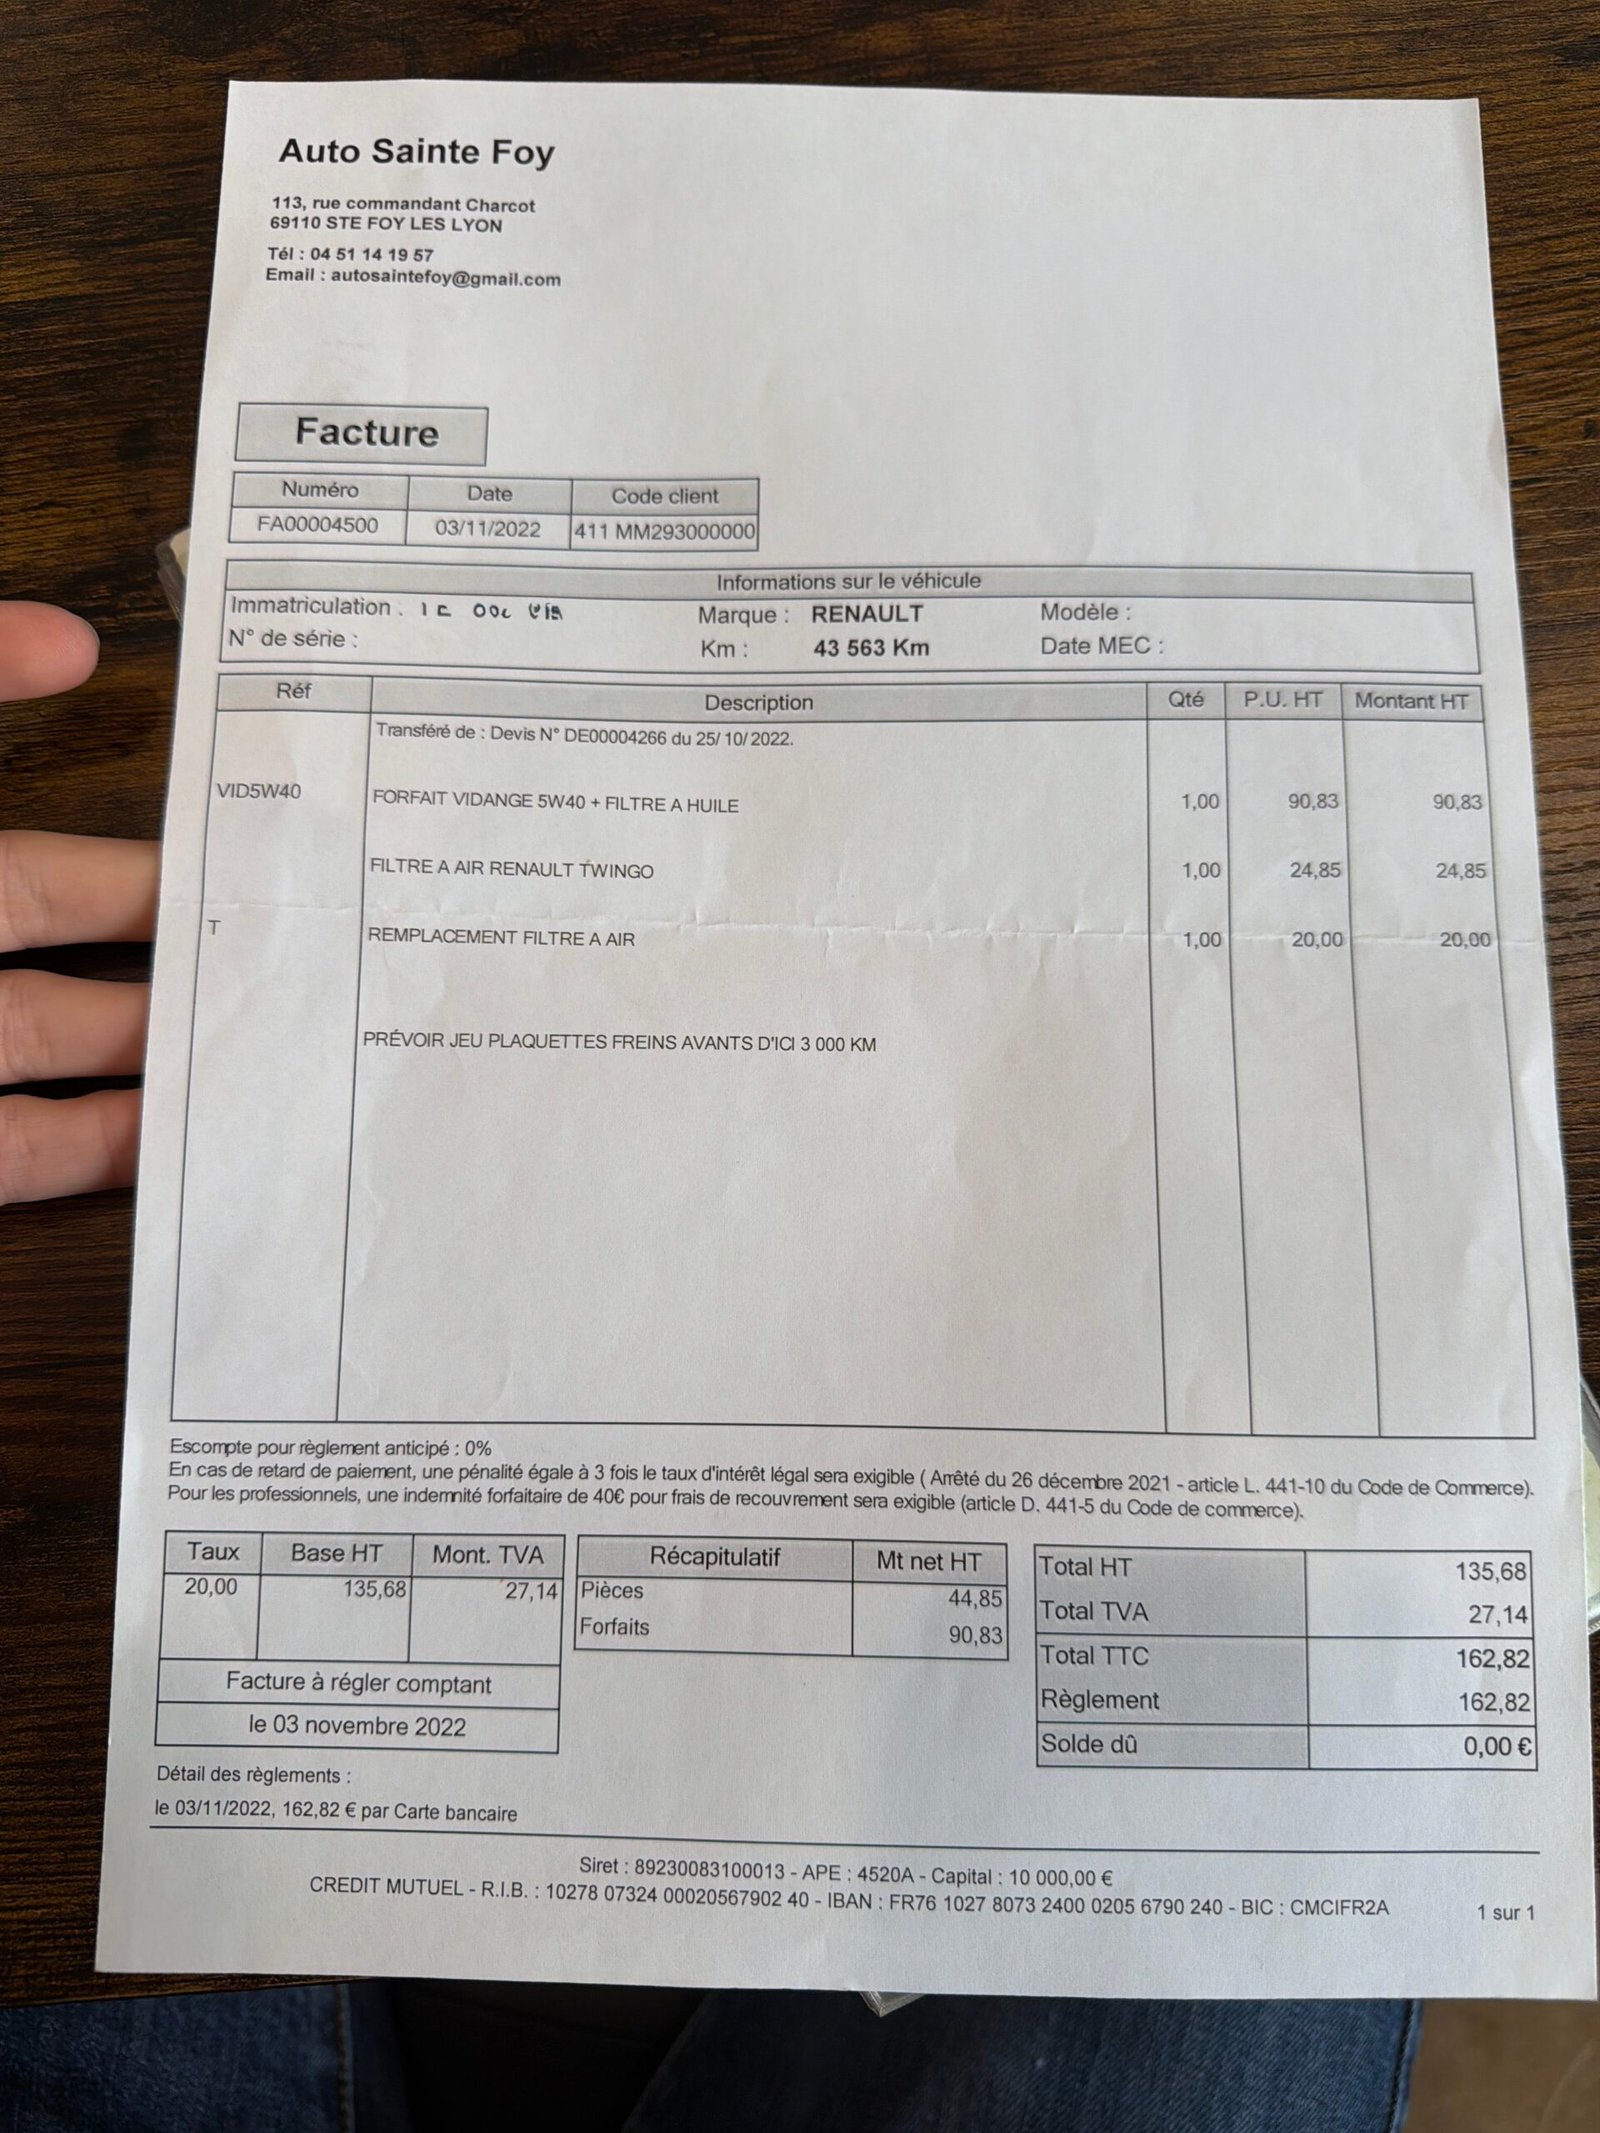 Auto Sainte Foy
113, rue commandant Charcot
69110 STE FOY LES LYON
Tél : 04 51 14 19 57
Email : autosaintefoy@gmail.com
Facture
Numéro Date Code client
FA00004500 03/11/2022 411 MM293000000
Informations sur le véhicule
Immatriculation Marque : RENAULT Modèle :
N° de série : Km : 43 563 Km Date MEC :
Réf Description Qté P.U. HT Montant HT
Transféré de : Devis N° DE00004266 du 25/10/2022.
VID5W40 FORFAIT VIDANGE 5W40 + FILTRE A HUILE 1,00 90,83 90,83
FILTRE A AIR RENAULT TWINGO 1,00 24,85 24,85
T REMPLACEMENT FILTRE A AIR 1,00 20,00 20,00
PRÉVOIR JEU PLAQUETTES FREINS AVANTS D'ICI 3 000 KM
Escompte pour règlement anticipé : 0%
En cas de retard de paiement, une pénalité égale à 3 fois le taux d'intérêt légal sera exigible ( Arrêté du 26 décembre 2021 - article L. 441-10 du Code de Commerce).
Pour les professionnels, une indemnité forfaitaire de 40€ pour frais de recouvrement sera exigible (article D. 441-5 du Code de commerce).
Taux Base HT Mont. TVA
20,00 135,68 27,14
Facture à régler comptant
le 03 novembre 2022
Récapitulatif Mt net HT
Pièces 44,85
Forfaits 90,83
Total HT 135,68
Total TVA 27,14
Total TTC 162,82
Règlement 162,82
Solde dû 0,00 €
Détail des règlements :
le 03/11/2022, 162,82 € par Carte bancaire
Siret : 89230083100013 - APE : 4520A - Capital : 10 000,00 €
CREDIT MUTUEL - R.I.B. : 10278 07324 00020567902 40 - IBAN : FR76 1027 8073 2400 0205 6790 240 - BIC : CMCIFR2A
1 sur 1